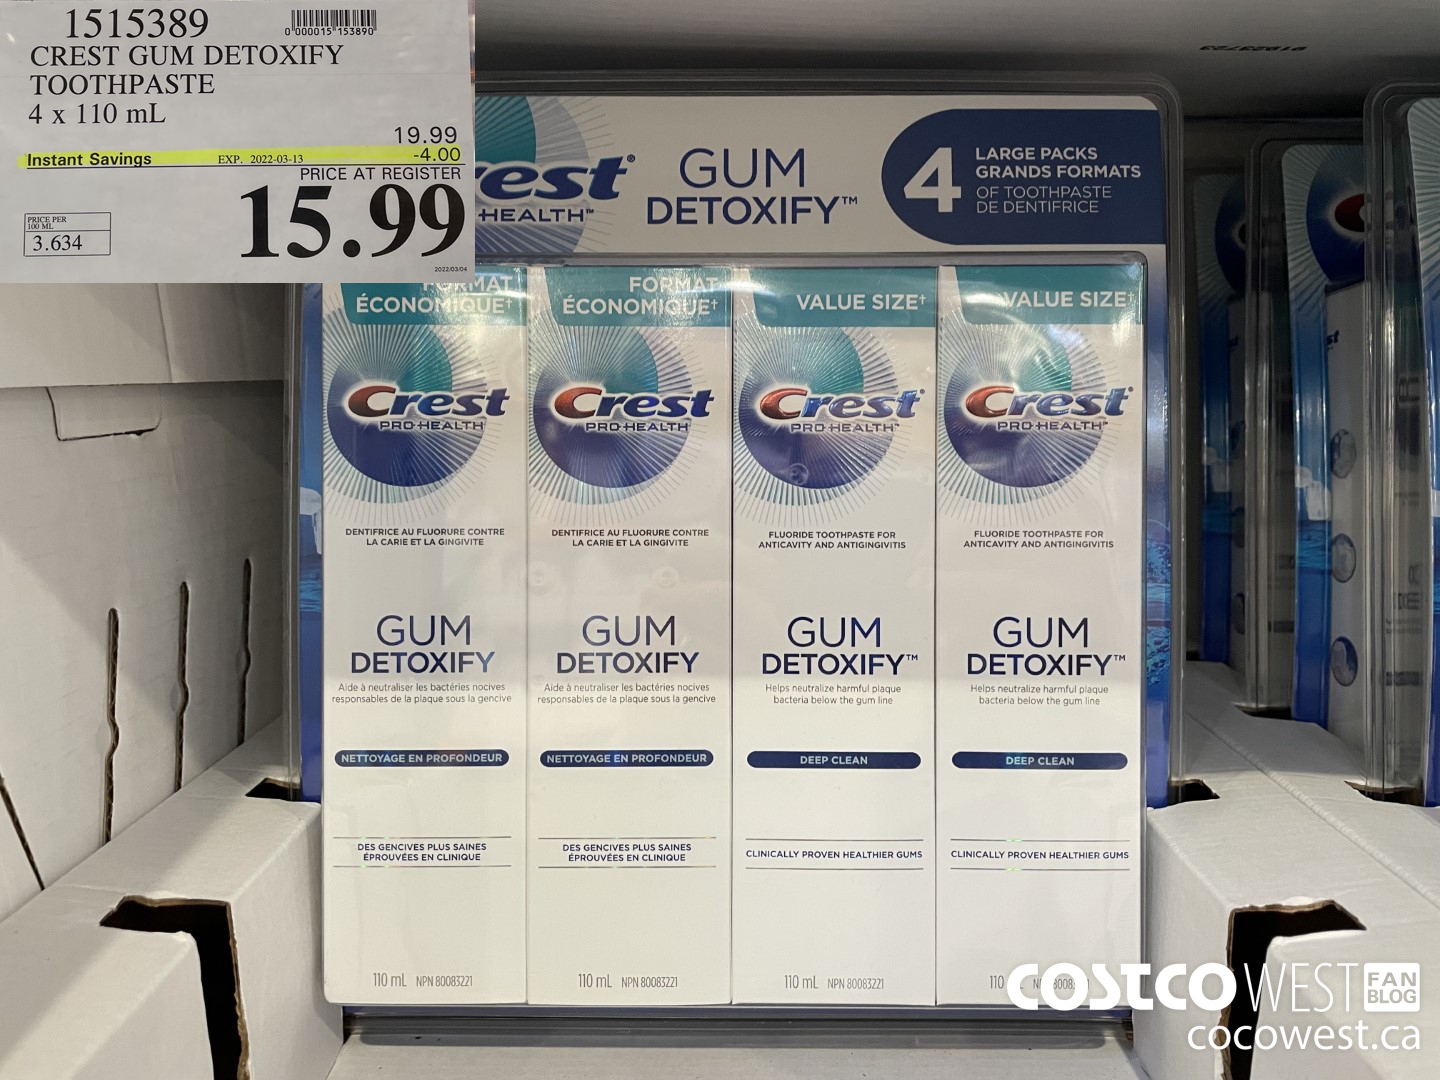 1515389
0 000015 153890
CREST GUM DETOXIFY
TOOTHPASTE
4 x 110 mL
19.99
Instant Savings EXP. 2022-03-13 -4.00
PRICE AT REGISTER
15.99
PRICE PER
100 ML
3.634
2022/03/04
Crest®
-HEALTH™
GUM
DETOXIFY™
4
LARGE PACKS
GRANDS FORMATS
OF TOOTHPASTE
DE DENTIFRICE
FORMAT
ÉCONOMIQUE†
Crest
PRO-HEALTH
DENTIFRICE AU FLUORURE CONTRE
LA CARIE ET LA GINGIVITE
GUM
DETOXIFY
Aide à neutraliser les bactéries nocives
responsables de la plaque sous la gencive
NETTOYAGE EN PROFONDEUR
DES GENCIVES PLUS SAINES
ÉPROUVÉES EN CLINIQUE
110 mL NPN 80083221
FORMAT
ÉCONOMIQUE†
Crest
PRO-HEALTH
DENTIFRICE AU FLUORURE CONTRE
LA CARIE ET LA GINGIVITE
GUM
DETOXIFY
Aide à neutraliser les bactéries nocives
responsables de la plaque sous la gencive
NETTOYAGE EN PROFONDEUR
DES GENCIVES PLUS SAINES
ÉPROUVÉES EN CLINIQUE
110 mL NPN 80083221
VALUE SIZE†
Crest®
PRO-HEALTH™
FLUORIDE TOOTHPASTE FOR
ANTICAVITY AND ANTIGINGIVITIS
GUM
DETOXIFY™
Helps neutralize harmful plaque
bacteria below the gum line
DEEP CLEAN
CLINICALLY PROVEN HEALTHIER GUMS
110 mL NPN 80083221
VALUE SIZE†
Crest®
PRO-HEALTH™
FLUORIDE TOOTHPASTE FOR
ANTICAVITY AND ANTIGINGIVITIS
GUM
DETOXIFY™
Helps neutralize harmful plaque
bacteria below the gum line
DEEP CLEAN
CLINICALLY PROVEN HEALTHIER GUMS
110
COSTCO WEST FAN
BLOG
cocowest.ca